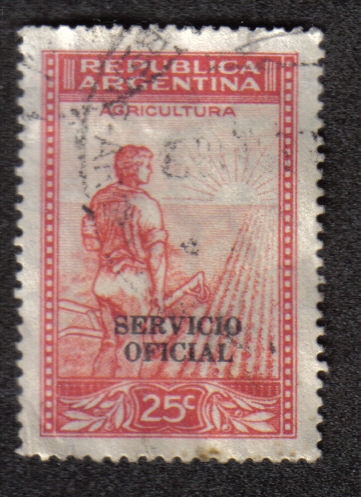 REPUBLICA
ARGENTINA
AGRICULTURA
SERVICIO
OFICIAL
25c